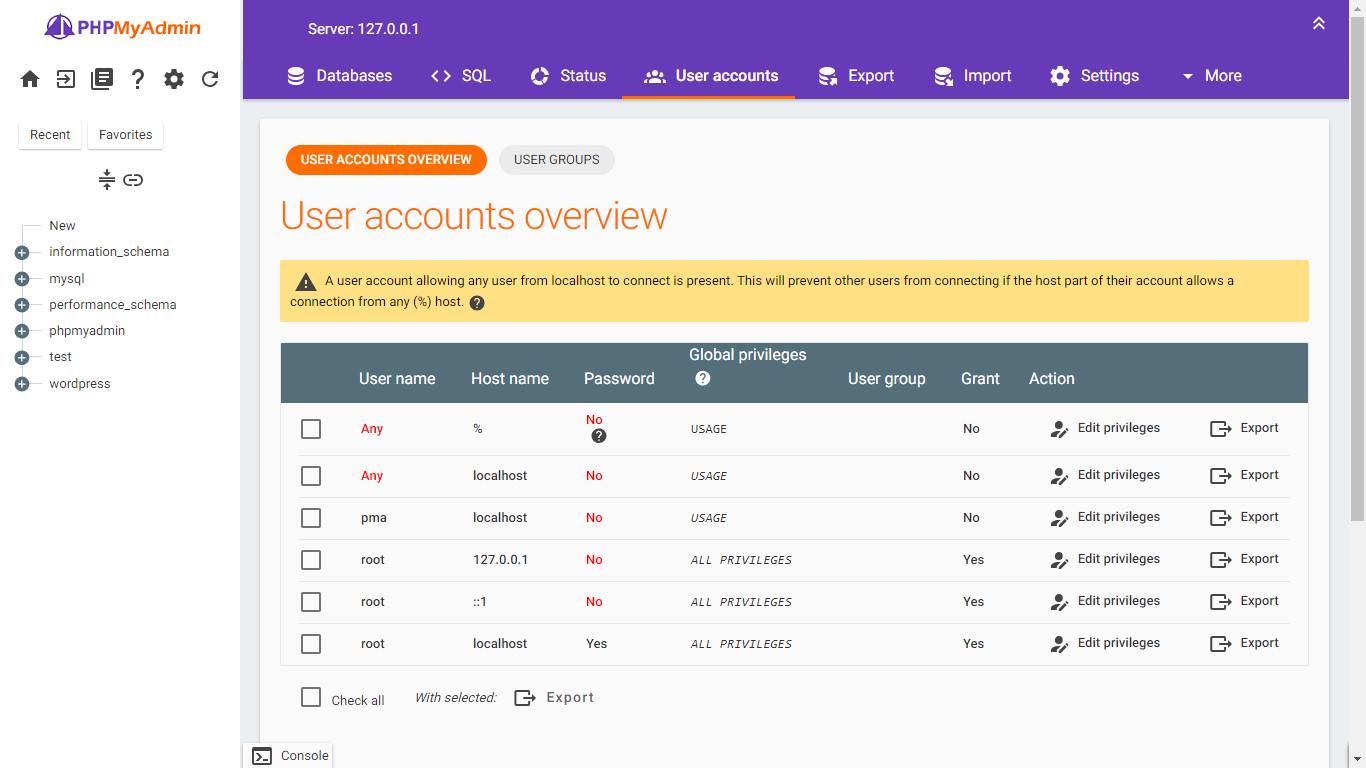 PHPMyAdmin
Recent Favorites
New
information_schema
mysql
performance_schema
phpmyadmin
test
wordpress
Server: 127.0.0.1
Databases SQL Status User accounts Export Import Settings More
USER ACCOUNTS OVERVIEW USER GROUPS
User accounts overview
A user account allowing any user from localhost to connect is present. This will prevent other users from connecting if the host part of their account allows a
connection from any (%) host.
User name Host name Password Global privileges User group Grant Action
Any % No USAGE No Edit privileges Export
Any localhost No USAGE No Edit privileges Export
pma localhost No USAGE No Edit privileges Export
root 127.0.0.1 No ALL PRIVILEGES Yes Edit privileges Export
root ::1 No ALL PRIVILEGES Yes Edit privileges Export
root localhost Yes ALL PRIVILEGES Yes Edit privileges Export
Check all With selected: Export
Console